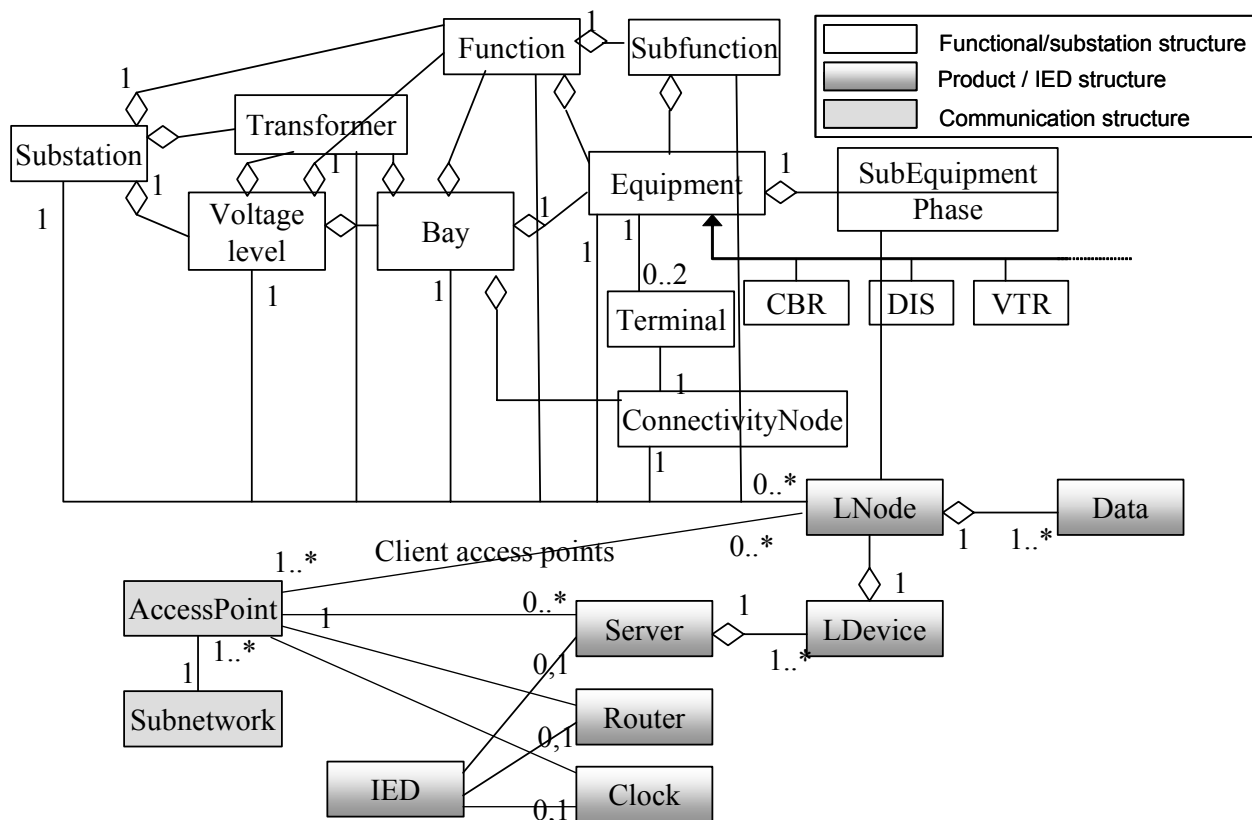 1
Function
Subfunction
Functional/substation structure
Product / IED structure
Communication structure
1
Transformer
Substation
1
1
SubEquipment
Phase
Equipment
1
1
Voltage
level
Bay
1
1
1
1
1
1
0..2
CBR
DIS
VTR
Terminal
1
ConnectivityNode
1
0..*
LNode
Data
1
1..*
0..*
Client access points
1..*
AccessPoint
1
0..*
1
1
Server
LDevice
1..*
1..*
0,1
1
Subnetwork
Router
0,1
IED
Clock
0,1